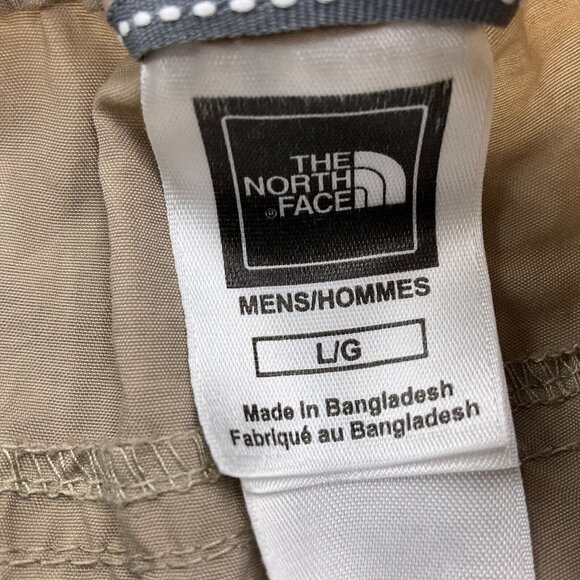 THE
NORTH
FACE
®
MENS/HOMMES
L/G
Made in Bangladesh
Fabriqué au Bangladesh